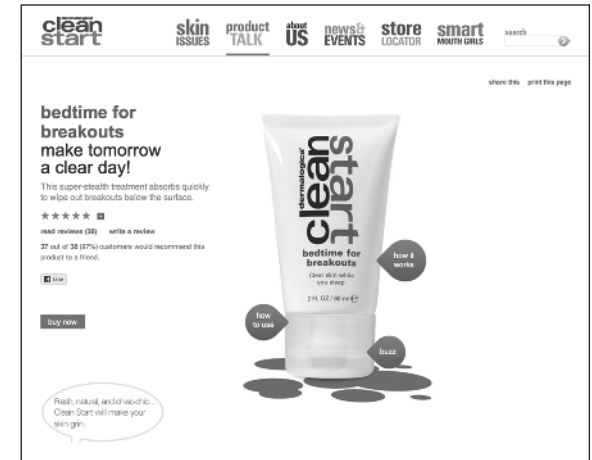 dermalogica
clean start
skin ISSUES
product TALK
about US
news& EVENTS
store LOCATOR
smart MOUTH GIRLS
search
share this print this page
bedtime for
breakouts
make tomorrow
a clear day!
This super-stealth treatment absorbs quickly
to wipe out breakouts below the surface.
read reviews (38) write a review
37 out of 38 (97%) customers would recommend this
product to a friend.
Like
buy now
Fresh, natural, and oh-so-chic...
Clean Start will make your
skin grin.
dermalogica
clean
start
bedtime for
breakouts
Clear skin while
you sleep
2 FL OZ / 60 ml ℮
how it
works
how
to use
buzz